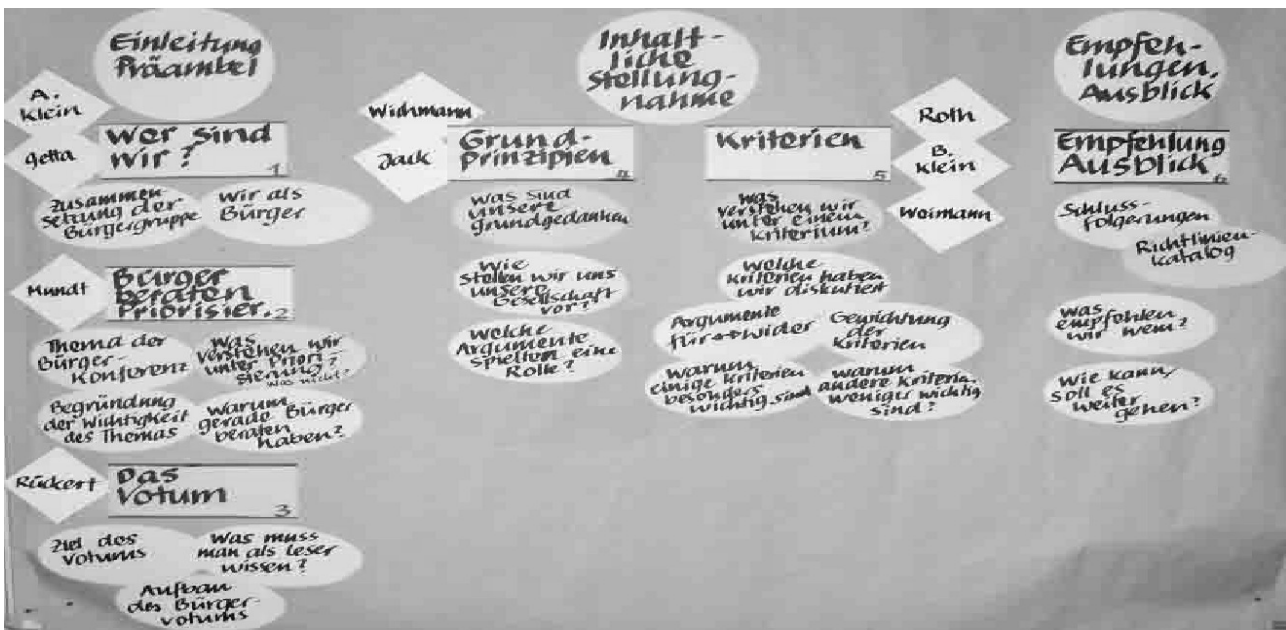 Einleitung
Präambel
A.
Klein
Getta
Wer sind
wir?
1
Zusammen-
setzung der
Bürgergruppe
Wir als
Bürger
Mundt
Bürger
beraten
Priorisier.
2
Thema der
Bürger-
Konferenz
Was
verstehen wir
unter Priori-
sierung?
Was nicht?
Begründung
der Wichtigkeit
des Themas
Warum
gerade Bürger
beraten
haben?
Rückert
Das
Votum
3
Ziel des
Votums
Was muss
man als Leser
wissen?
Aufbau
des Bürger-
votums
Inhalt-
liche
Stellung-
nahme
Wichmann
Jack
Grund-
prinzipien
4
Was sind
unsere
Grundgedanken
Wie
stellen wir uns
unsere
Gesellschaft
vor?
Welche
Argumente
spielten eine
Rolle?
Kriterien
5
Was
verstehen wir
unter einem
Kriterium?
Welche
Kriterien haben
wir diskutiert
Argumente
für + wider
Gewichtung
der
Kriterien
Warum
einige Kriterien
besonders
wichtig sind
Warum
andere Kriterien
weniger wichtig
sind?
Empfeh-
lungen,
Ausblick
Roth
B.
Klein
Weimann
Empfehlung
Ausblick
6
Schluss-
folgerungen
Richtlinien-
katalog
Was
empfehlen
wir wem?
Wie kann/
soll es
weiter
gehen?